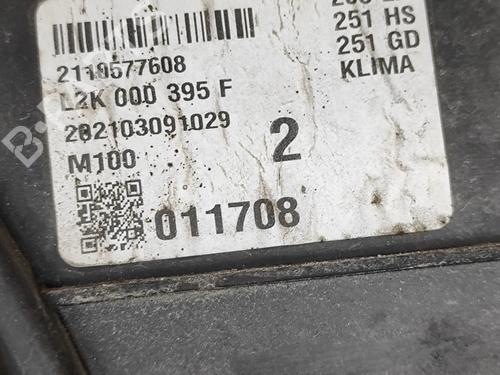 251 HS
251 GD
KLIMA
2110577608
L2K 000 395 F
202103091029
M100
2
011708